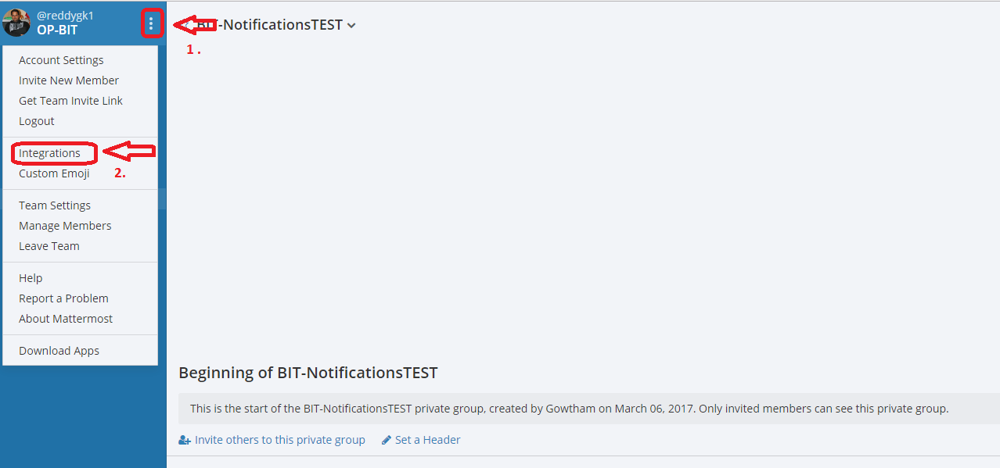 @reddygk1
OP-BIT
BIT-NotificationsTEST
1 .
Account Settings
Invite New Member
Get Team Invite Link
Logout
Integrations
2.
Custom Emoji
Team Settings
Manage Members
Leave Team
Help
Report a Problem
About Mattermost
Download Apps
Beginning of BIT-NotificationsTEST
This is the start of the BIT-NotificationsTEST private group, created by Gowtham on March 06, 2017. Only invited members can see this private group.
Invite others to this private group
Set a Header